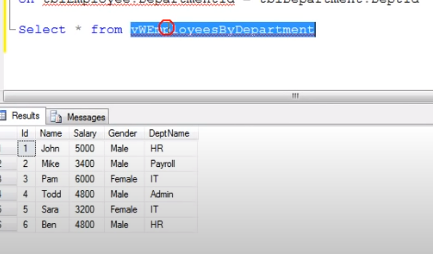 on tblEmployee.DepartmentId = tblDepartment.DeptId
Select * from vWEmployeesByDepartment
Results Messages
Id Name Salary Gender DeptName
1 1 John 5000 Male HR
2 2 Mike 3400 Male Payroll
3 3 Pam 6000 Female IT
4 4 Todd 4800 Male Admin
5 5 Sara 3200 Female IT
6 6 Ben 4800 Male HR